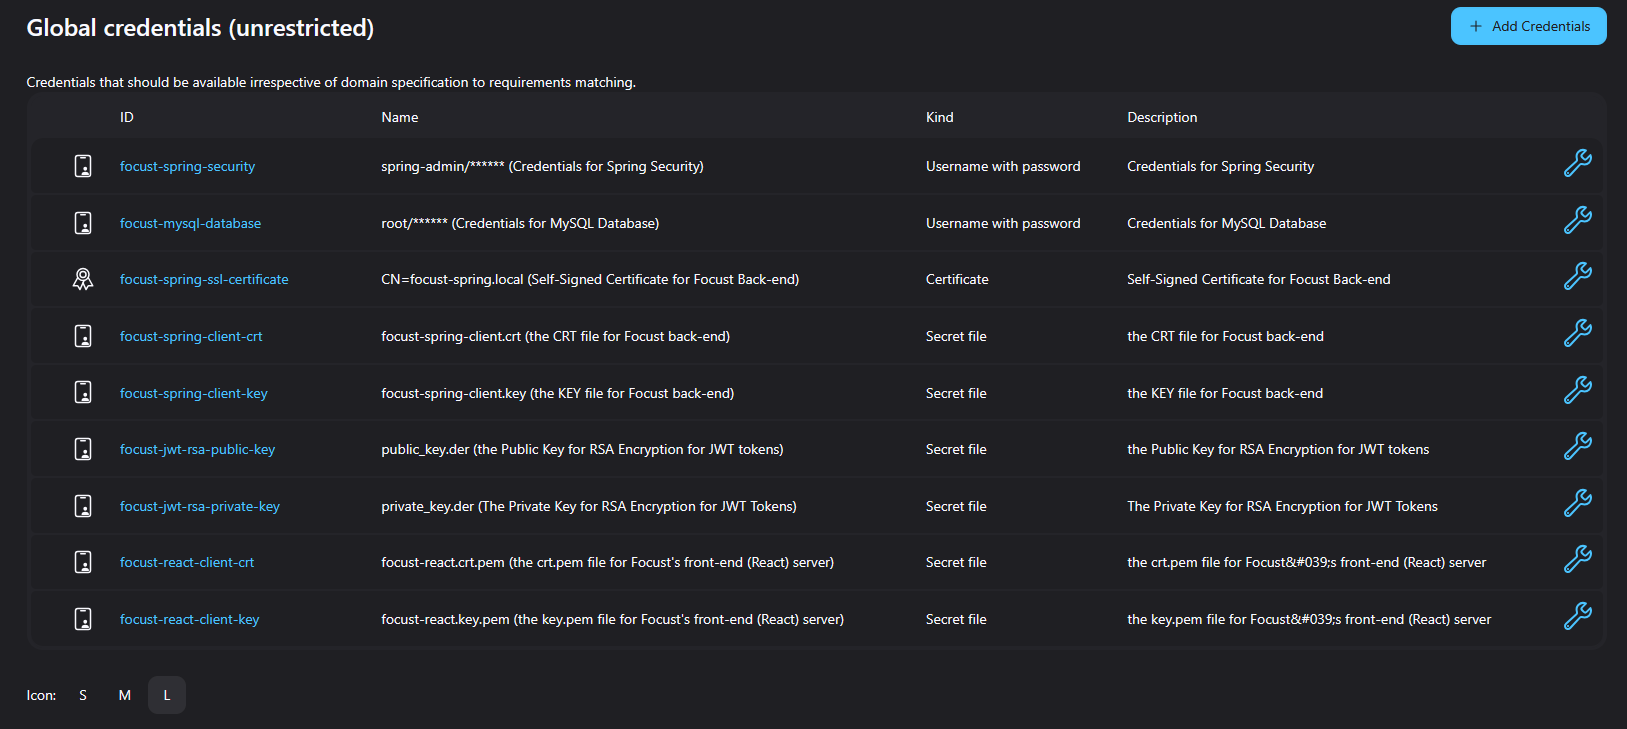 Global credentials (unrestricted)
+ Add Credentials
Credentials that should be available irrespective of domain specification to requirements matching.
ID Name Kind Description
focust-spring-security spring-admin/****** (Credentials for Spring Security) Username with password Credentials for Spring Security
focust-mysql-database root/****** (Credentials for MySQL Database) Username with password Credentials for MySQL Database
focust-spring-ssl-certificate CN=focust-spring.local (Self-Signed Certificate for Focust Back-end) Certificate Self-Signed Certificate for Focust Back-end
focust-spring-client-crt focust-spring-client.crt (the CRT file for Focust back-end) Secret file the CRT file for Focust back-end
focust-spring-client-key focust-spring-client.key (the KEY file for Focust back-end) Secret file the KEY file for Focust back-end
focust-jwt-rsa-public-key public_key.der (the Public Key for RSA Encryption for JWT tokens) Secret file the Public Key for RSA Encryption for JWT tokens
focust-jwt-rsa-private-key private_key.der (The Private Key for RSA Encryption for JWT Tokens) Secret file The Private Key for RSA Encryption for JWT Tokens
focust-react-client-crt focust-react.crt.pem (the crt.pem file for Focust's front-end (React) server) Secret file the crt.pem file for Focust&#039;s front-end (React) server
focust-react-client-key focust-react.key.pem (the key.pem file for Focust's front-end (React) server) Secret file the key.pem file for Focust&#039;s front-end (React) server
Icon: S M L